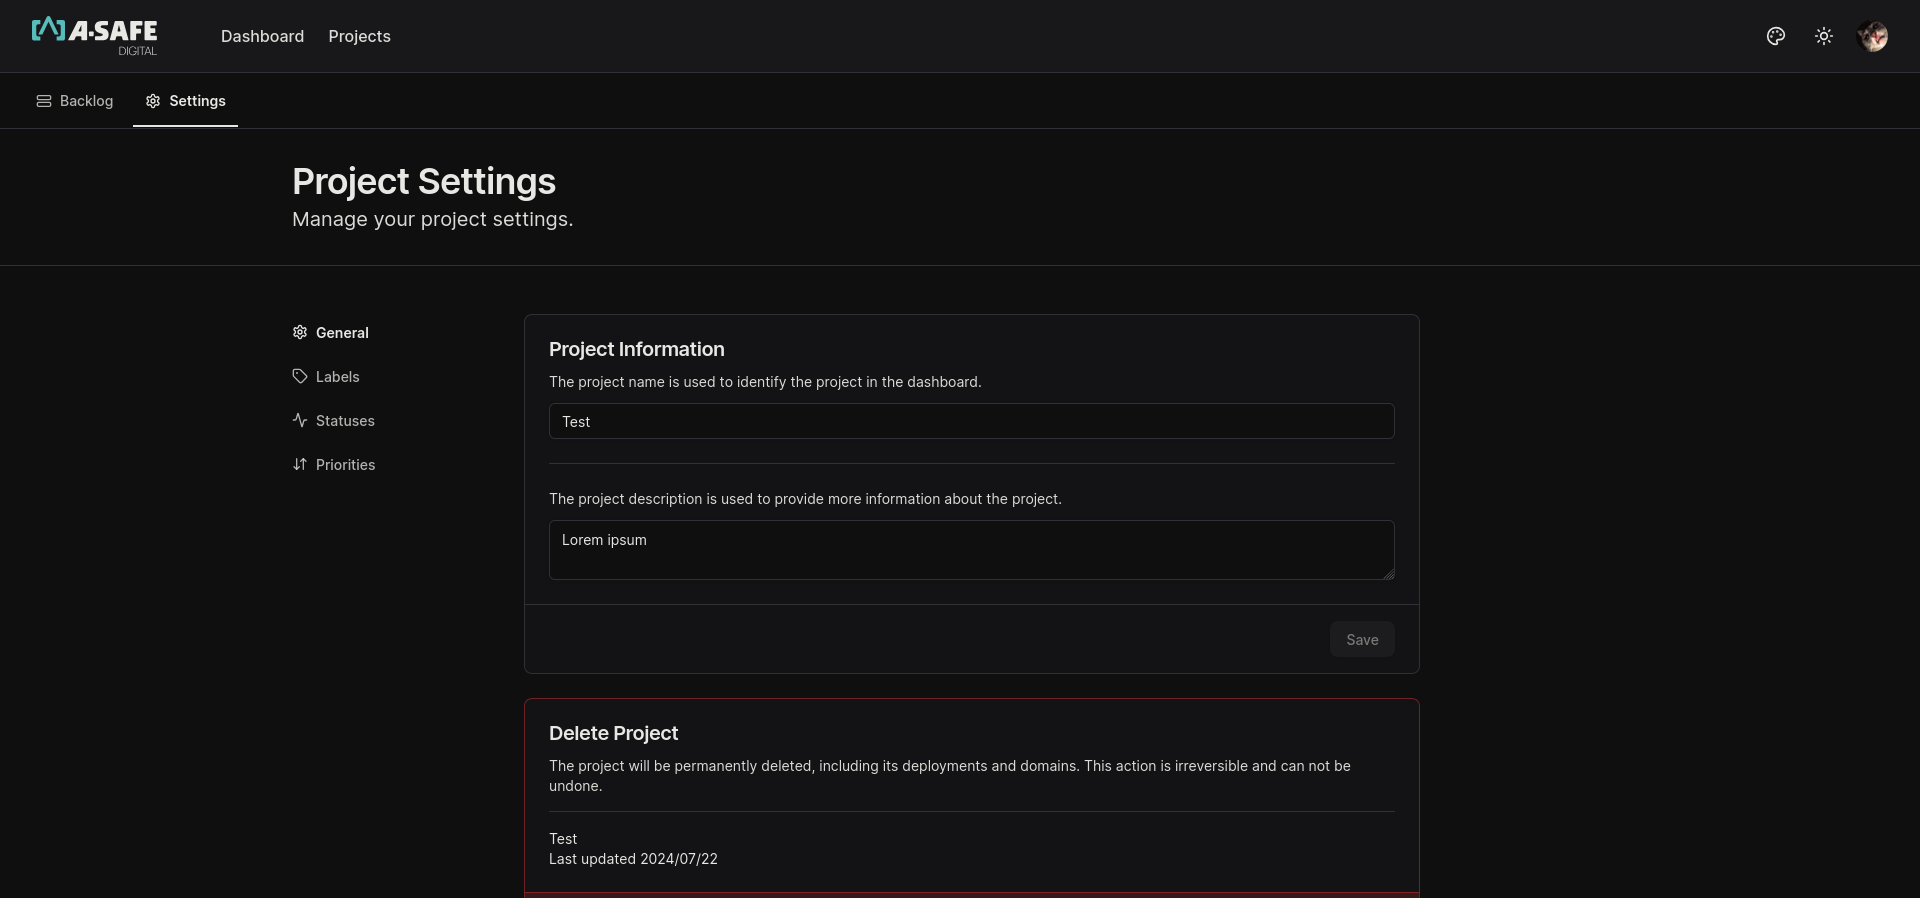 A-SAFE
DIGITAL
Dashboard
Projects
Backlog
Settings
Project Settings
Manage your project settings.
General
Labels
Statuses
Priorities
Project Information
The project name is used to identify the project in the dashboard.
Test
The project description is used to provide more information about the project.
Lorem ipsum
Save
Delete Project
The project will be permanently deleted, including its deployments and domains. This action is irreversible and can not be
undone.
Test
Last updated 2024/07/22